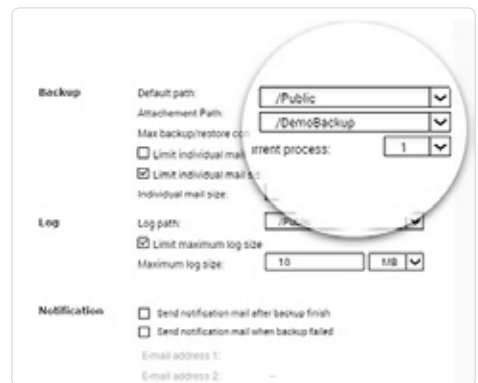 Backup Default path: /Public
Attachement Path: /DemoBackup
Max backup/restore con rrent process: 1
Limit individual mail
Limit individual mail
Individual mail size:
Log Log path: /Public
Limit maximum log size
Maximum log size: 10 MB
Notification Send notification mail after backup finish
Send notification mail when backup failed
E-mail address 1:
E-mail address 2: